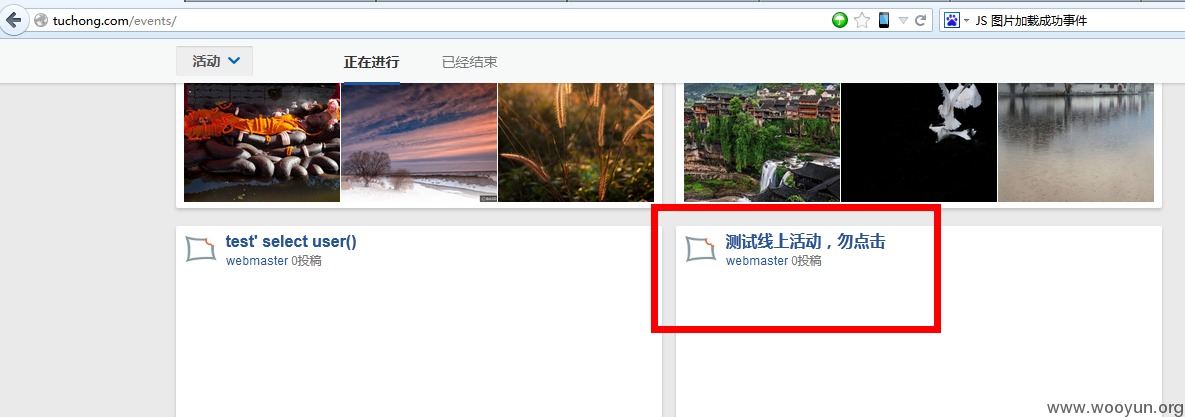 tuchong.com/events/
JS 图片加载成功事件
活动
正在进行
已经结束
test' select user()
webmaster 0投稿
测试线上活动，勿点击
webmaster 0投稿
www.wooyun.org